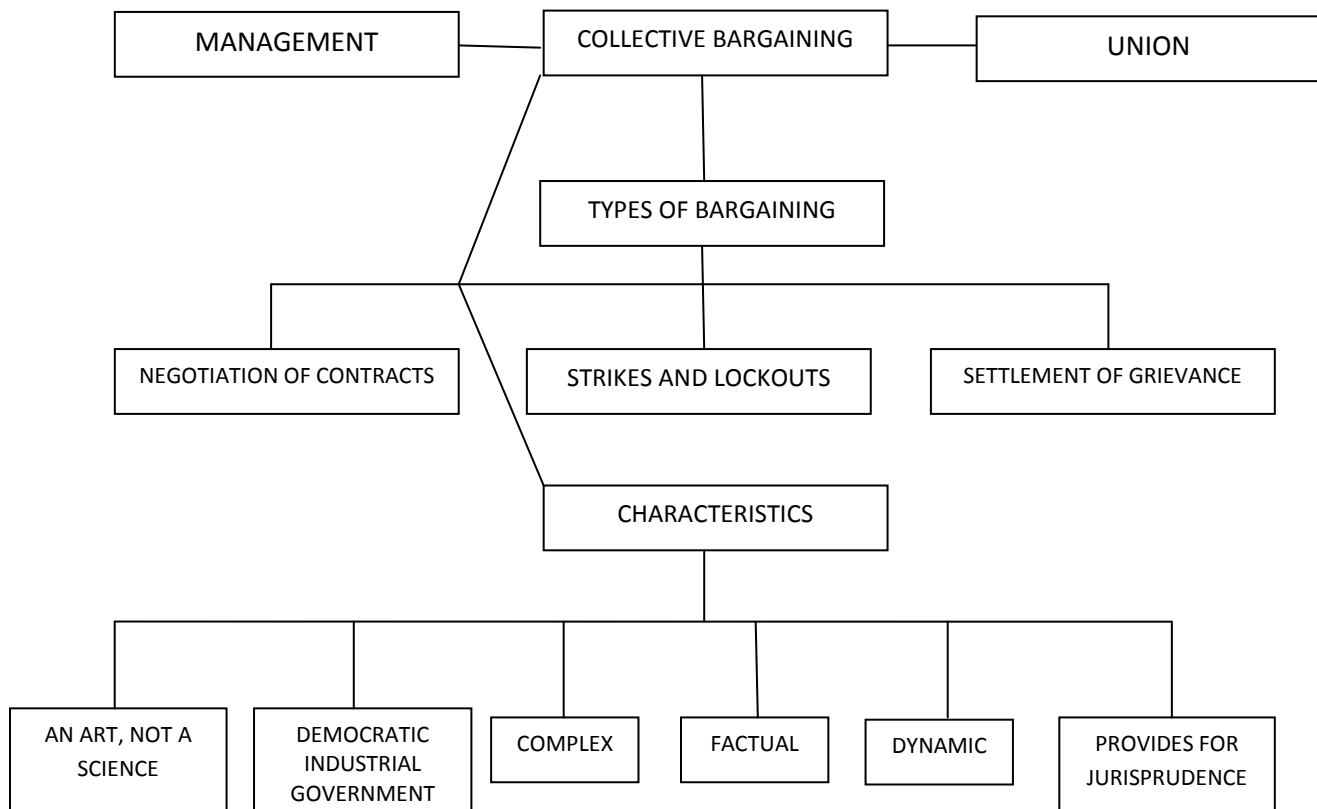 MANAGEMENT
COLLECTIVE BARGAINING
UNION
TYPES OF BARGAINING
NEGOTIATION OF CONTRACTS
STRIKES AND LOCKOUTS
SETTLEMENT OF GRIEVANCE
CHARACTERISTICS
AN ART, NOT A
SCIENCE
DEMOCRATIC
INDUSTRIAL
GOVERNMENT
COMPLEX
FACTUAL
DYNAMIC
PROVIDES FOR
JURISPRUDENCE